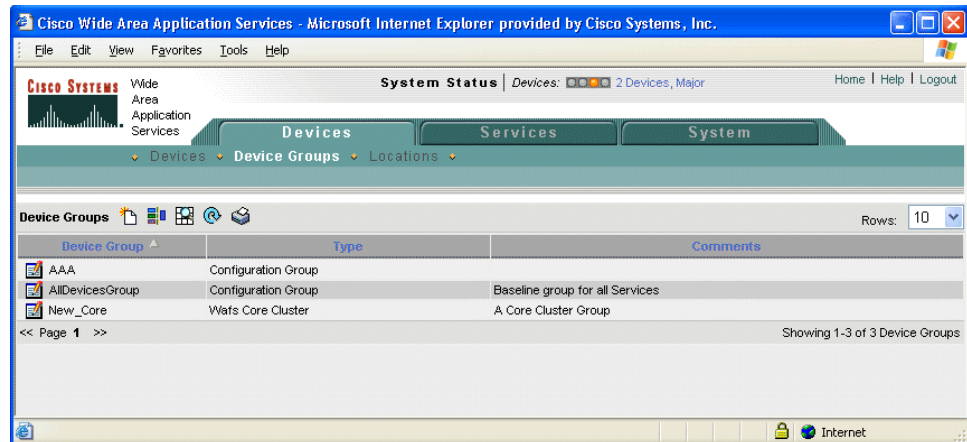 Cisco Wide Area Application Services - Microsoft Internet Explorer provided by Cisco Systems, Inc.
File Edit View Favorites Tools Help
CISCO SYSTEMS
Wide
Area
Application
Services
System Status | Devices: 2 Devices, Major
Home | Help | Logout
Devices Services System
Devices Device Groups Locations
Device Groups
Rows: 10
Device Group Type Comments
AAA Configuration Group
AllDevicesGroup Configuration Group Baseline group for all Services
New_Core Wafs Core Cluster A Core Cluster Group
<< Page 1 >> Showing 1-3 of 3 Device Groups
Internet